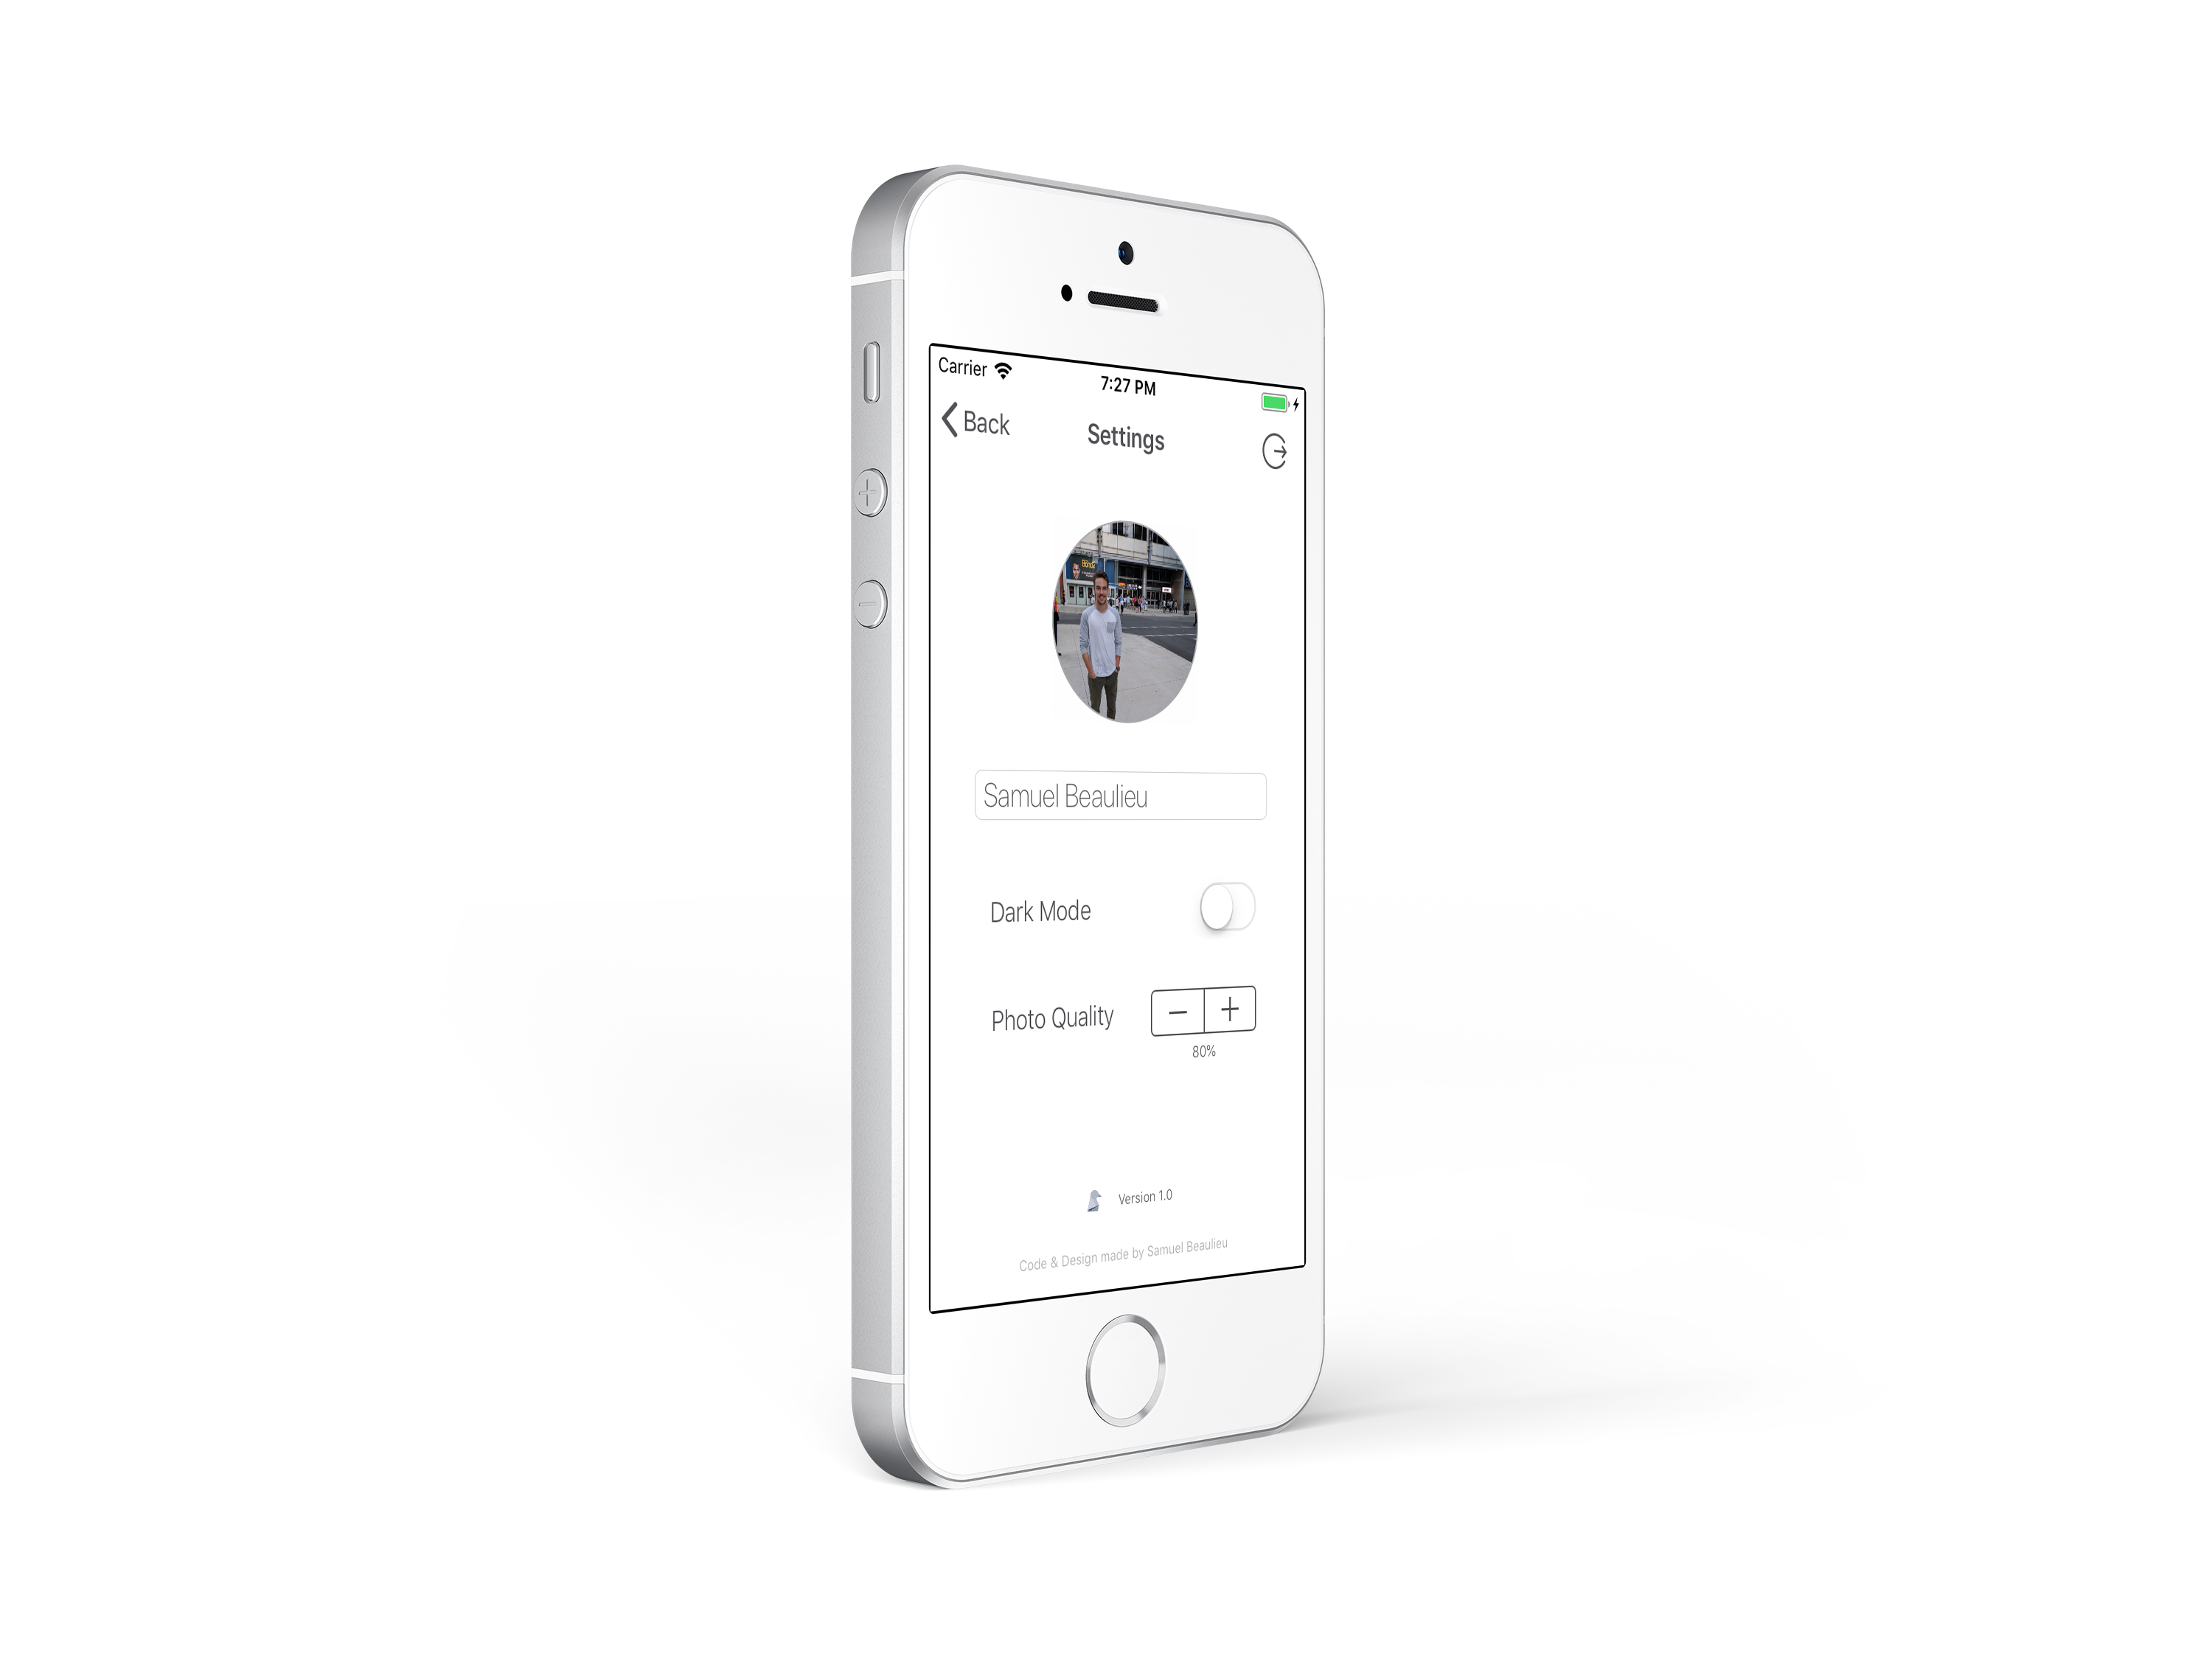 Carrier
7:27 PM
Back
Settings
Samuel Beaulieu
Dark Mode
Photo Quality
80%
Version 1.0
Code & Design made by Samuel Beaulieu